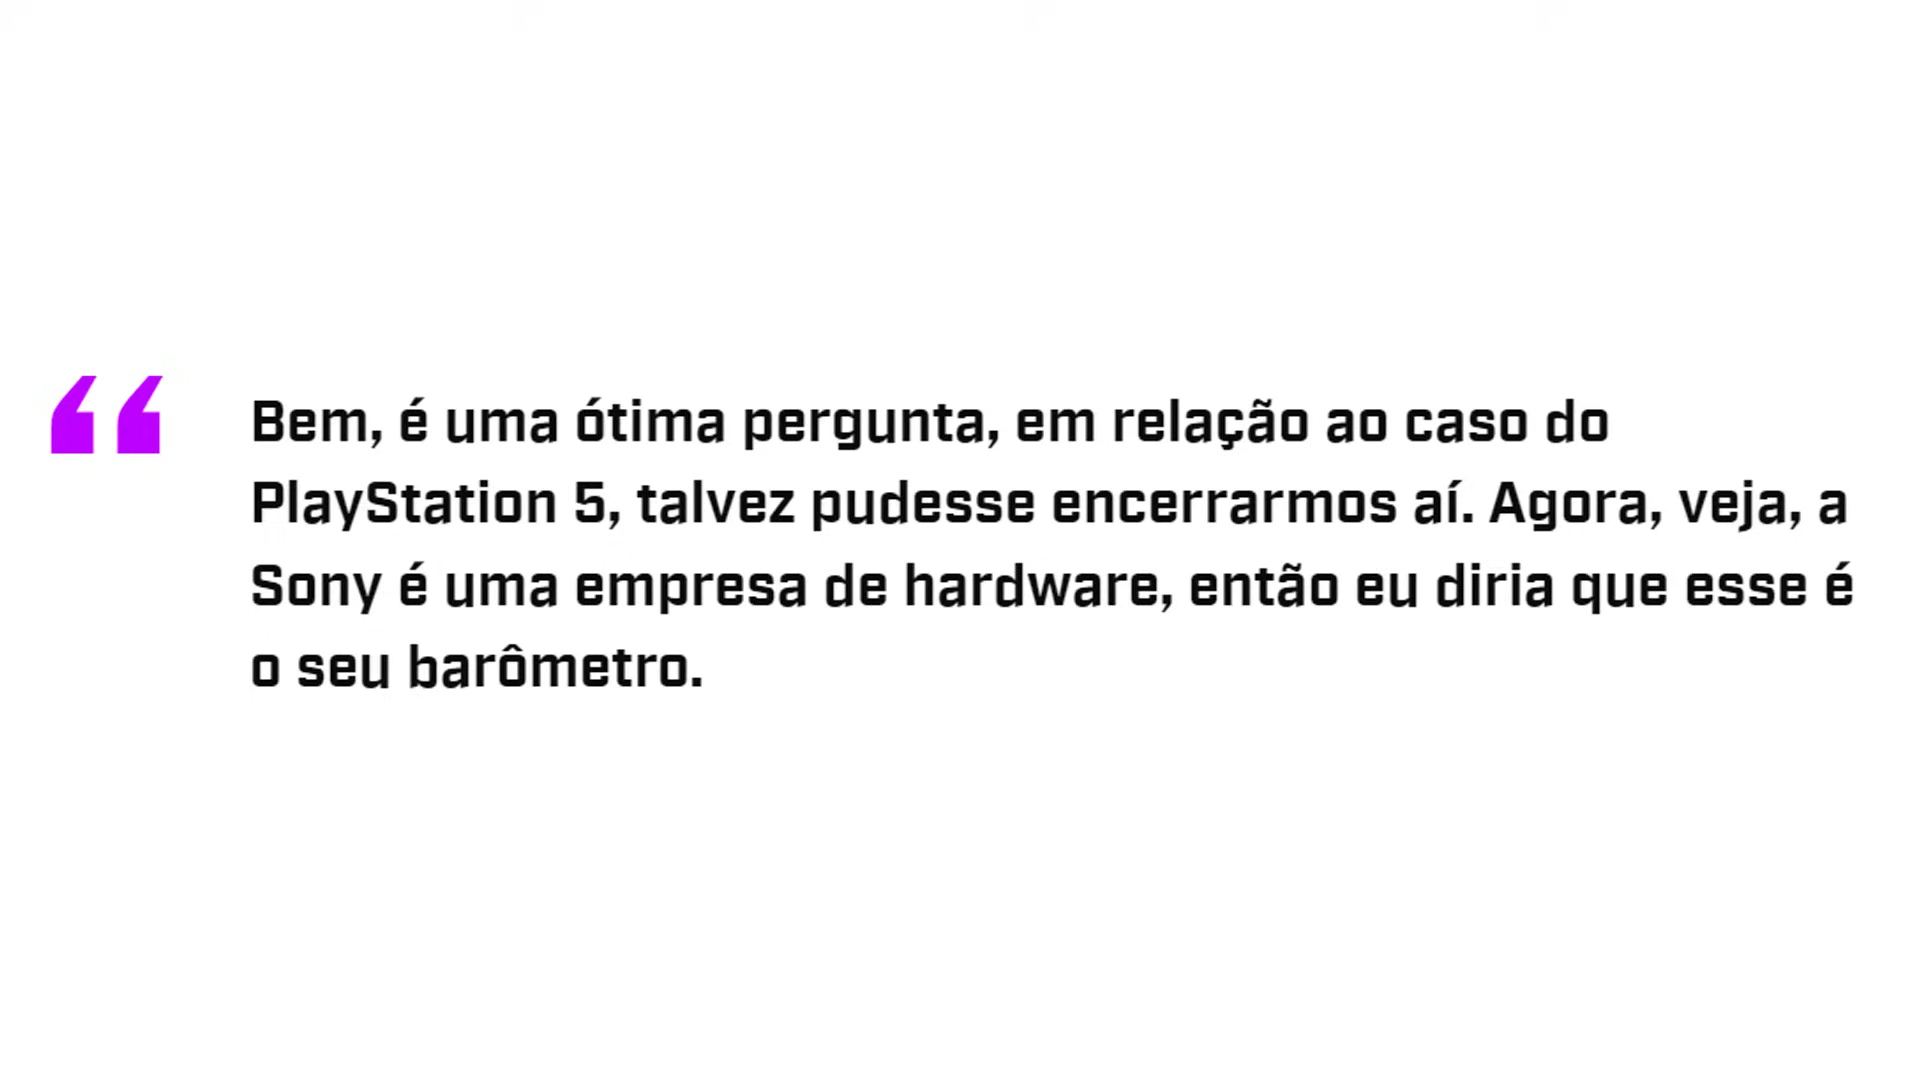 “ Bem, é uma ótima pergunta, em relação ao caso do
PlayStation 5, talvez pudesse encerrarmos aí. Agora, veja, a
Sony é uma empresa de hardware, então eu diria que esse é
o seu barômetro.